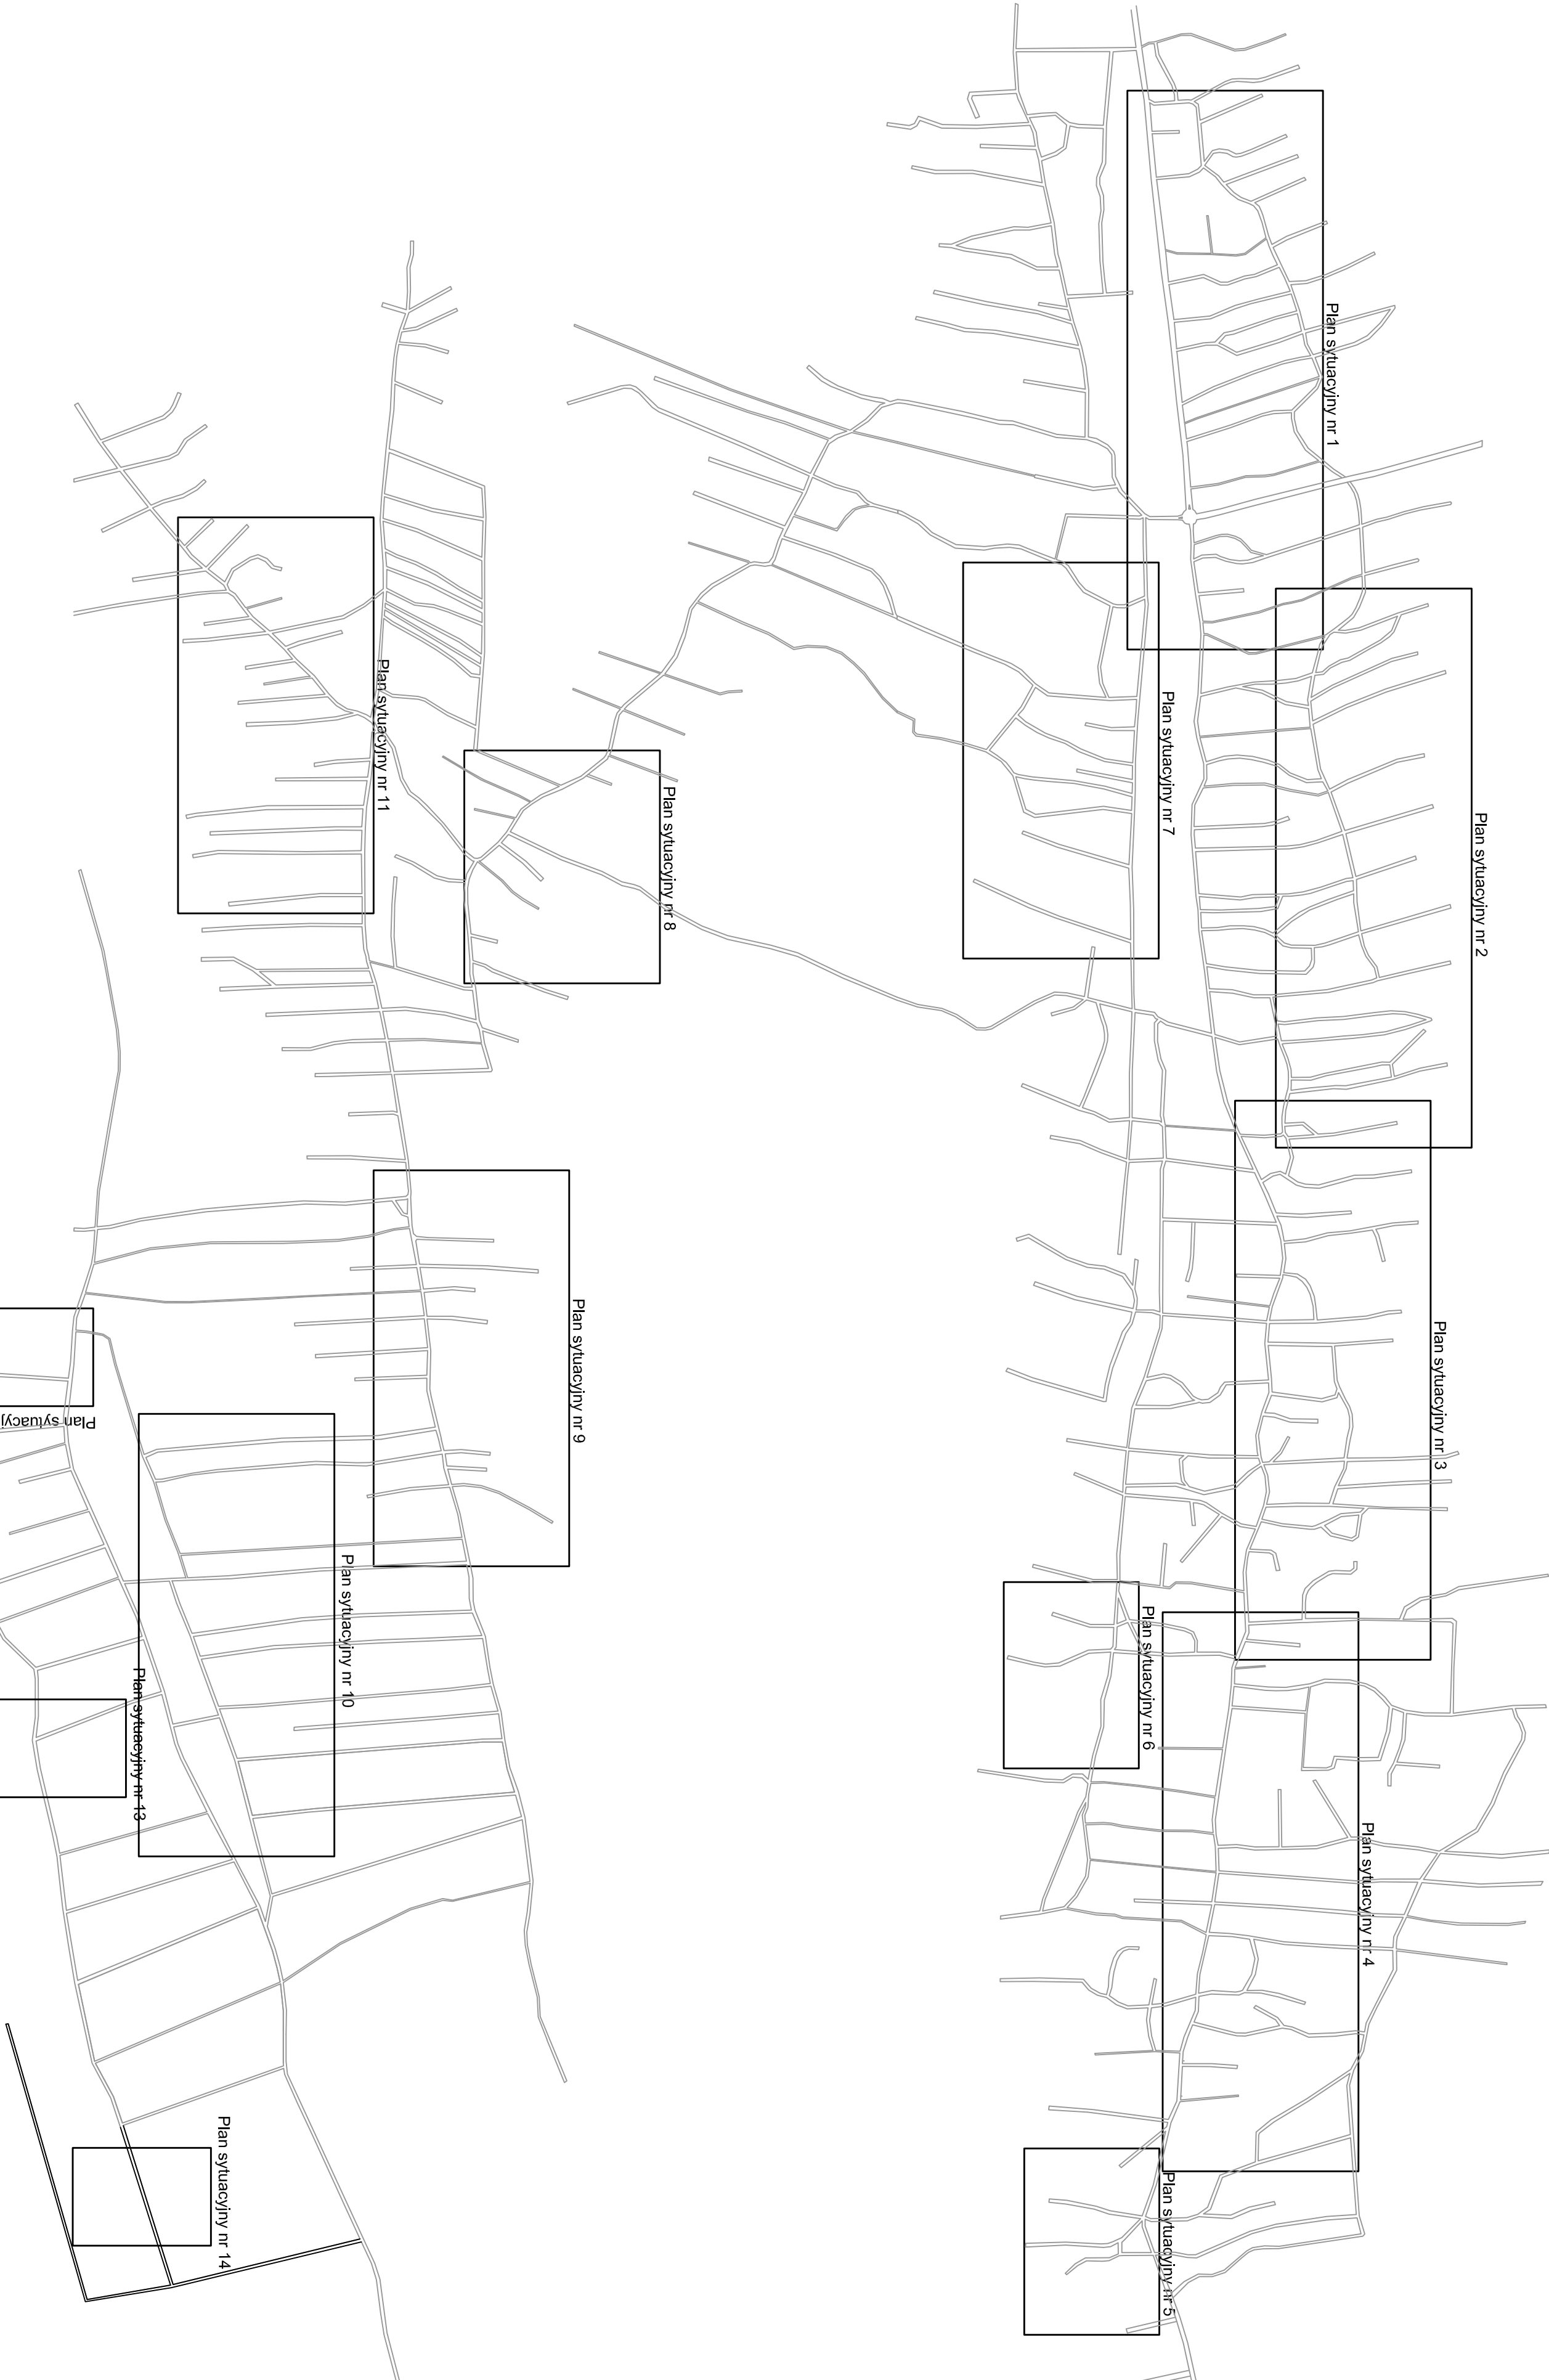 Plan sytuacyjny nr 1
Plan sytuacyjny nr 2
Plan sytuacyjny nr 3
Plan sytuacyjny nr 4
Plan sytuacyjny nr 5
Plan sytuacyjny nr 6
Plan sytuacyjny nr 7
Plan sytuacyjny nr 8
Plan sytuacyjny nr 9
Plan sytuacyjny nr 10
Plan sytuacyjny nr 11
Plan sytuacyj
Plan sytuacyjny nr 13
Plan sytuacyjny nr 14